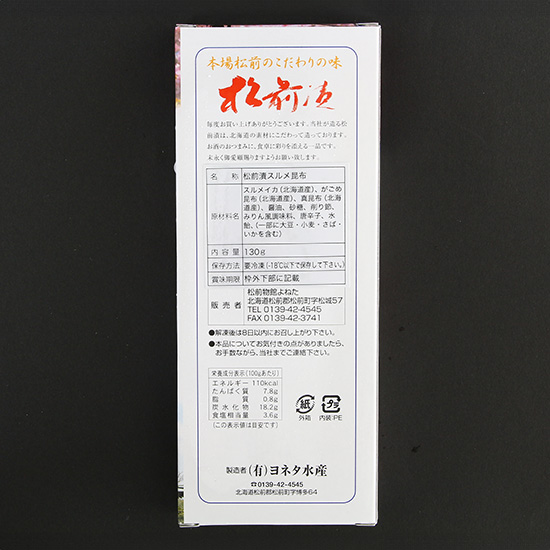 本場松前のこだわりの味
松前漬
毎度お買い上げありがとうございます。当社が造る松
前漬は、北海道の素材にこだわって造っております。
お酒のおつまみに、食卓に彩りを添える一品です。
末永く御愛顧賜りますようお願い致します。
名 称 松前漬スルメ昆布
原材料名 スルメイカ(北海道産)、がごめ
昆布(北海道産)、真昆布(北海
道産)、醤油、砂糖、削り節、
みりん風調味料、唐辛子、水
飴、(一部に大豆・小麦・さば・
いかを含む)
内容量 130g
保存方法 要冷凍(-18℃以下で保存して下さい。)
賞味期限 枠外下部に記載
販売者 松前物館よねた
北海道松前郡松前町字松城57
TEL 0139-42-4545
FAX 0139-42-3741
●解凍後は8日以内にお召し上がり下さい。
●本品についてお気付きの点がありましたら、
お手数ながら、当社までご連絡下さい。
栄養成分表示(100gあたり)
エネルギー 110kcal
たんぱく質 7.8g
脂質 0.8g
炭水化物 18.2g
食塩相当量 3.6g
(この表示値は目安です)
紙 プラ
外箱 内装:PE
製造者 (有)ヨネタ水産
☎0139-42-4545
北海道松前郡松前町字博多64